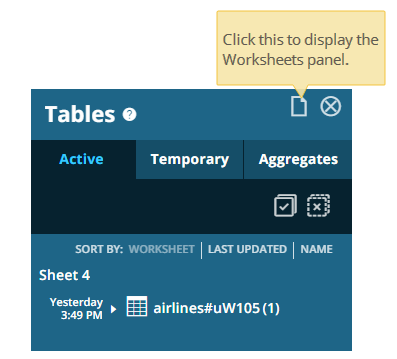 Click this to display the
Worksheets panel.
Tables ?
Active Temporary Aggregates
SORT BY: WORKSHEET | LAST UPDATED | NAME
Sheet 4
Yesterday
3:49 PM
airlines#uW105 (1)